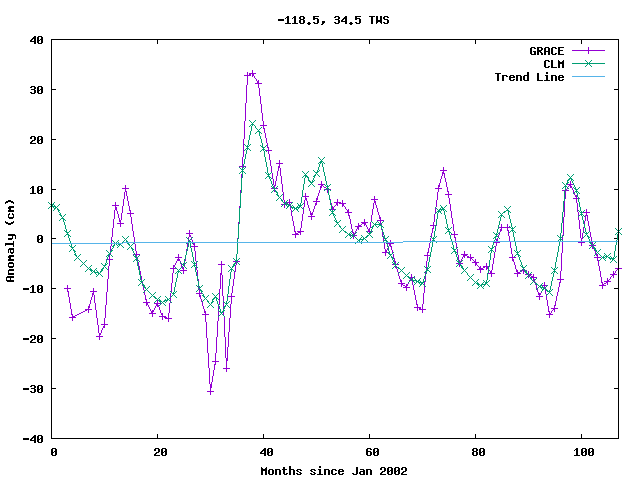 -118.5, 34.5 TWS
GRACE
CLM
Trend Line
40
30
20
10
0
-10
-20
-30
-40
Anomaly (cm)
0 20 40 60 80 100
Months since Jan 2002